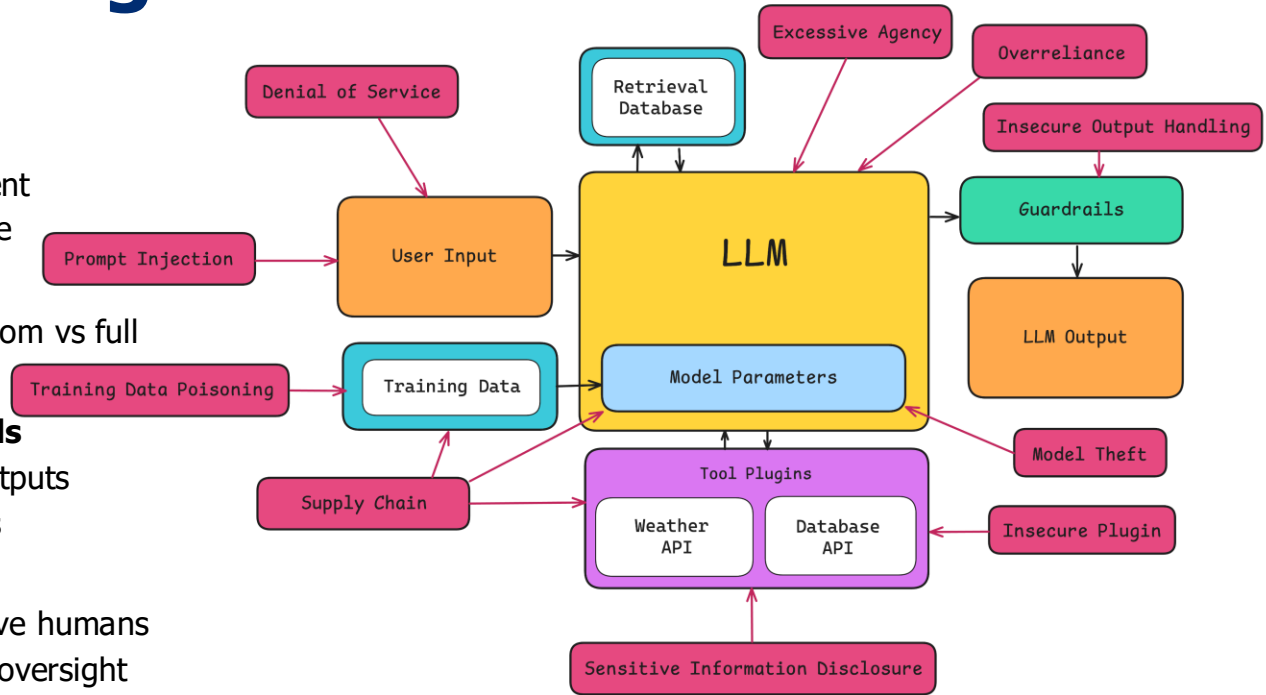 g
ent
e
om vs full
ls
tputs
s
ve humans
oversight
Excessive Agency
Overreliance
Retrieval
Database
Denial of Service
Insecure Output Handling
Guardrails
User Input
LLM
Prompt Injection
LLM Output
Model Parameters
Training Data
Training Data Poisoning
Model Theft
Tool Plugins
Supply Chain
Weather
API
Database
API
Insecure Plugin
Sensitive Information Disclosure